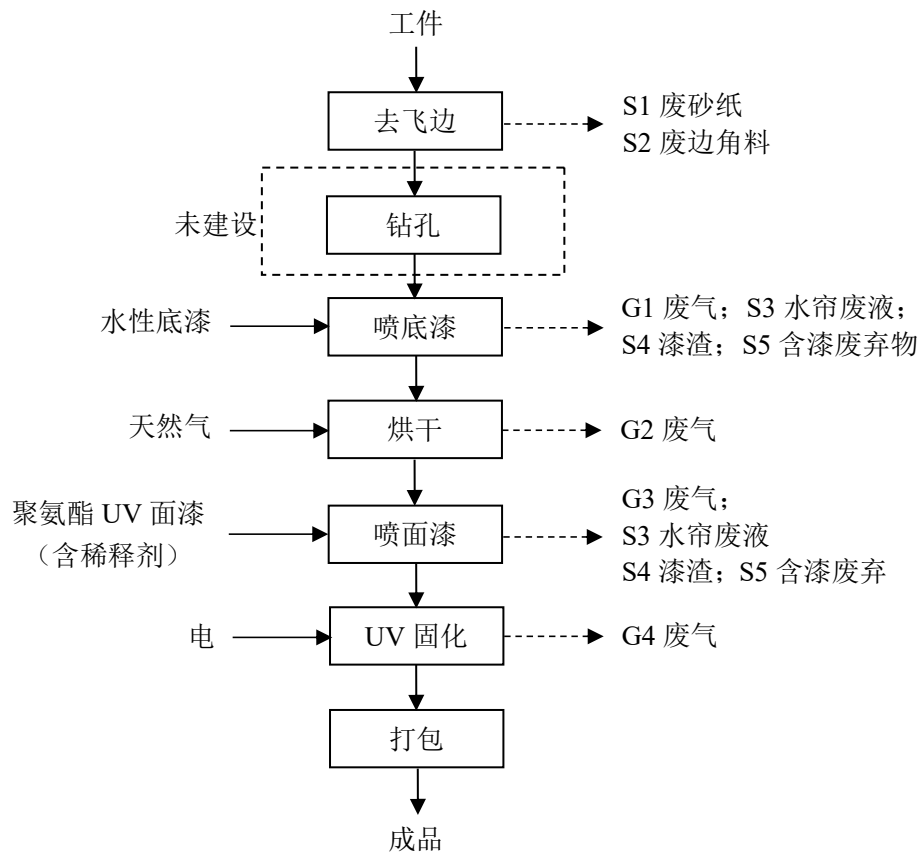 工件
去飞边
S1 废砂纸
S2 废边角料
未建设
钻孔
水性底漆
喷底漆
G1 废气；S3 水帘废液；
S4 漆渣；S5 含漆废弃物
天然气
烘干
G2 废气
聚氨酯 UV 面漆
（含稀释剂）
喷面漆
G3 废气；
S3 水帘废液
S4 漆渣；S5 含漆废弃
电
UV 固化
G4 废气
打包
成品